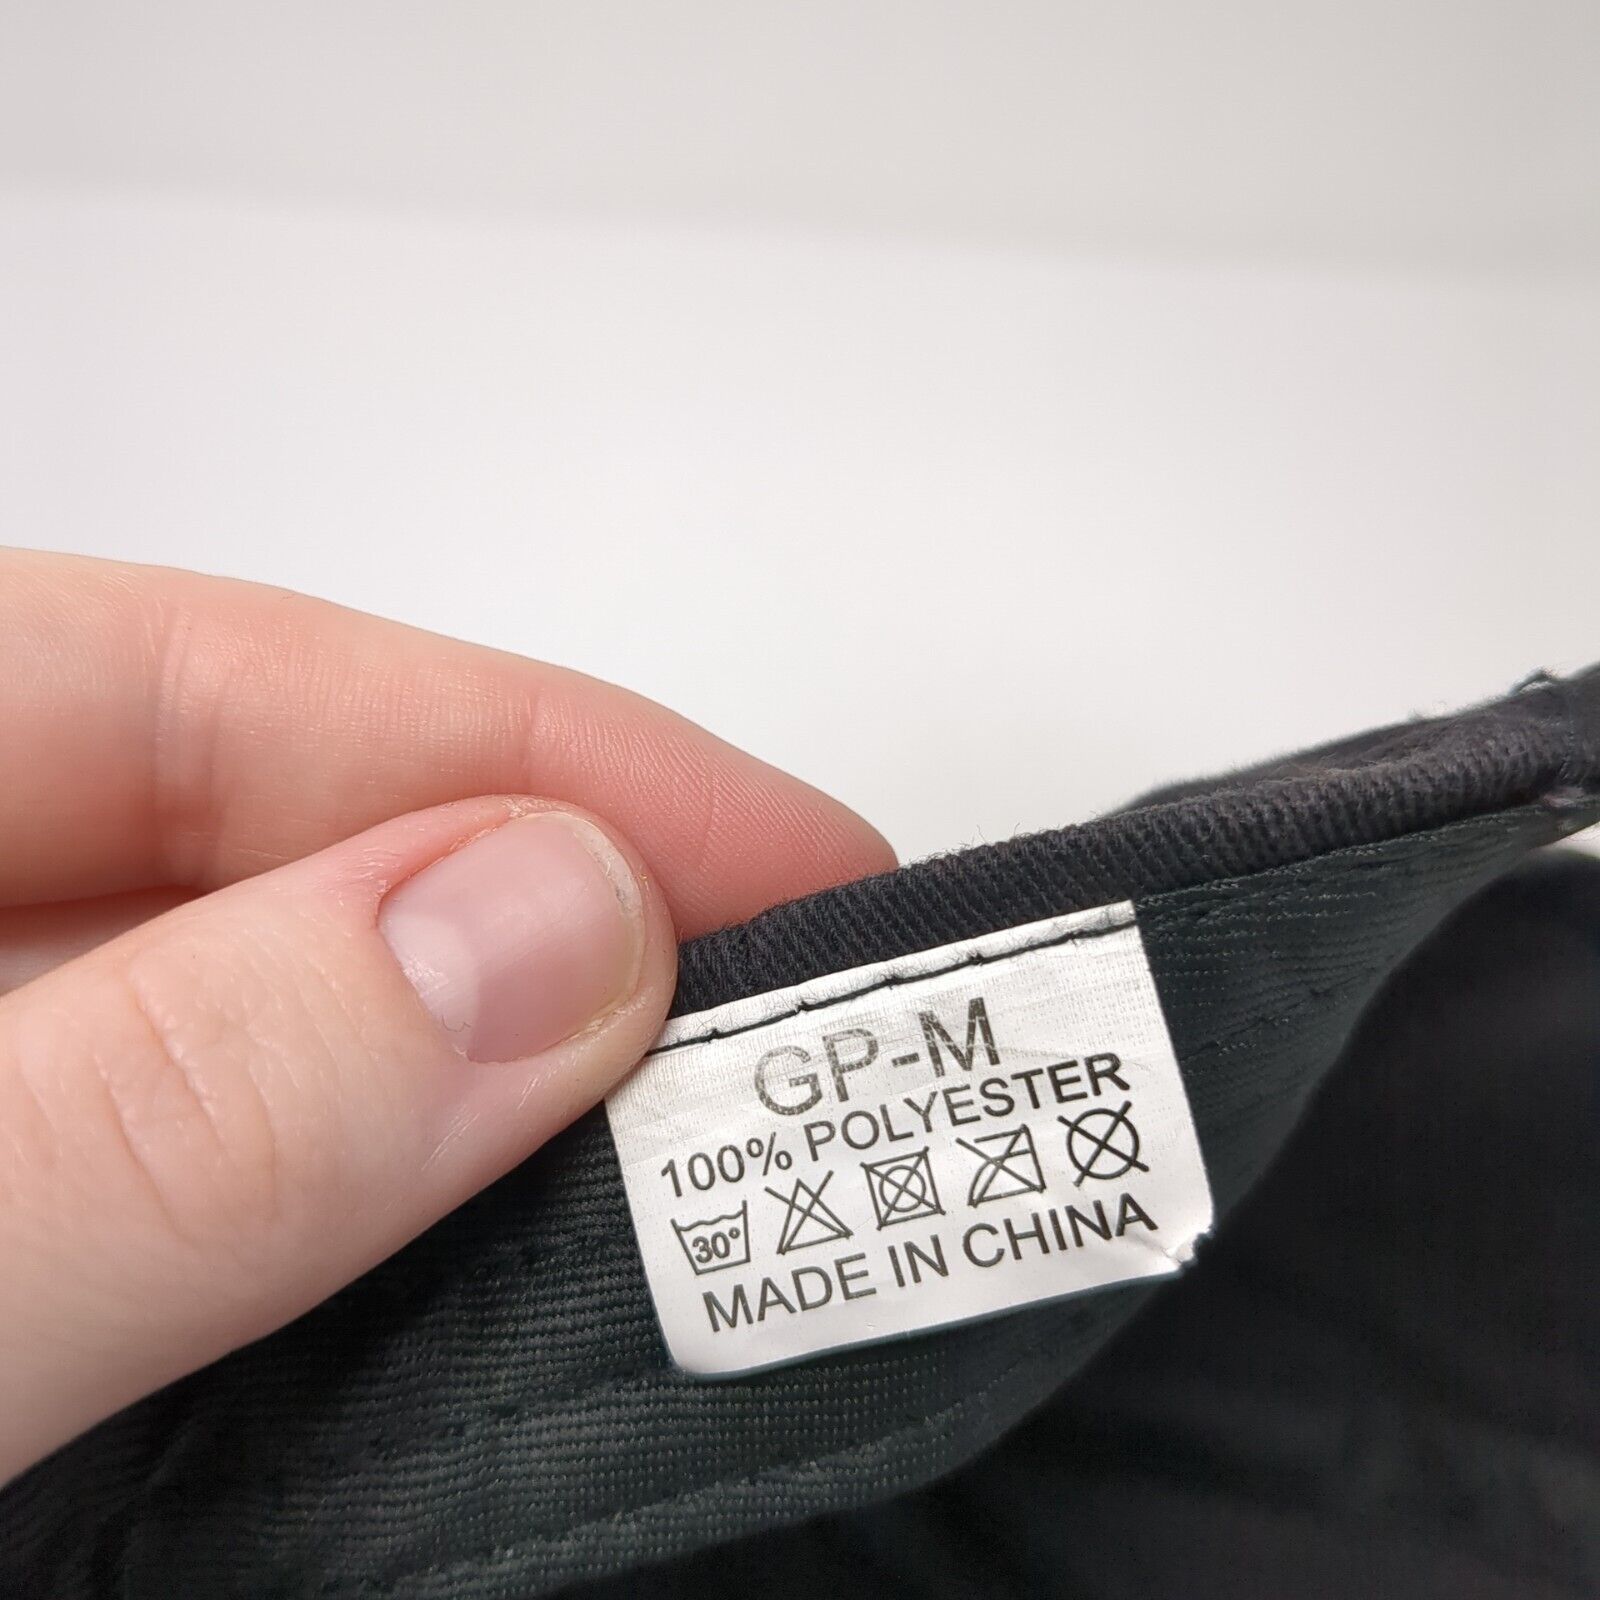 GP-M
100% POLYESTER
30°
MADE IN CHINA